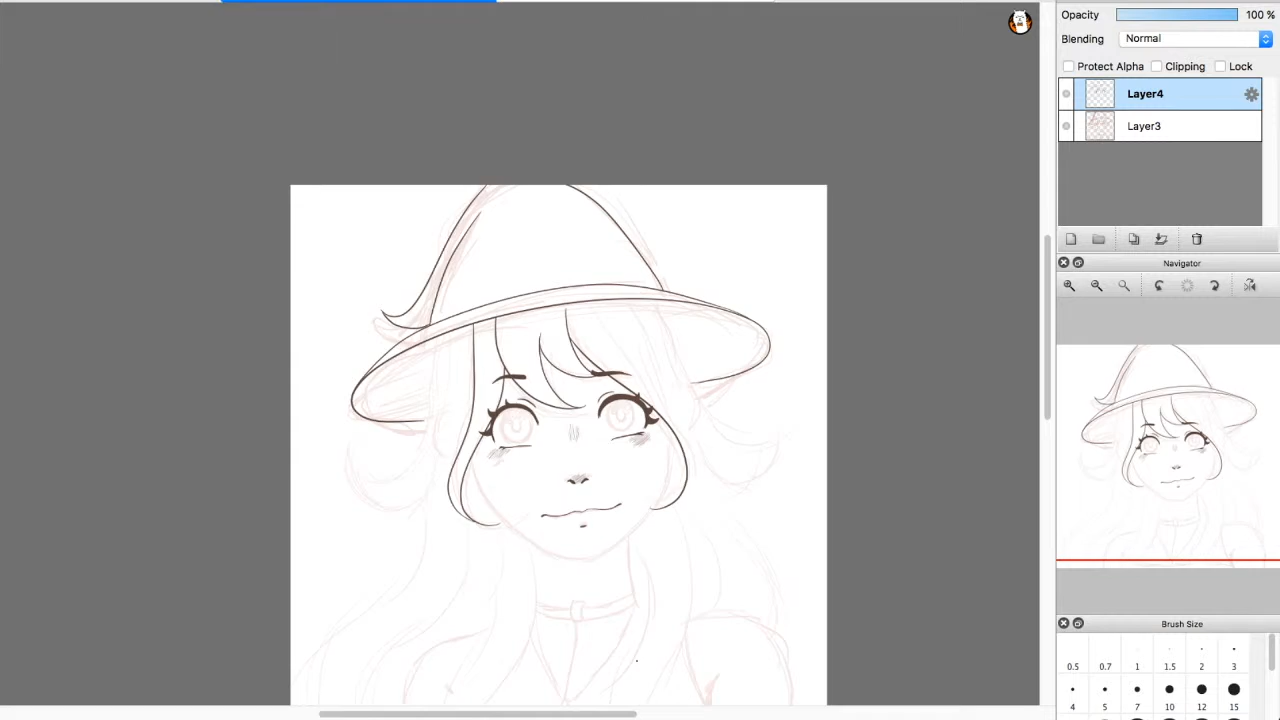 Opacity 100 %
Blending Normal
Protect Alpha Clipping Lock
Layer4
Layer3
Navigator
Brush Size
0.5 0.7 1 1.5 2 3
4 5 7 10 12 15